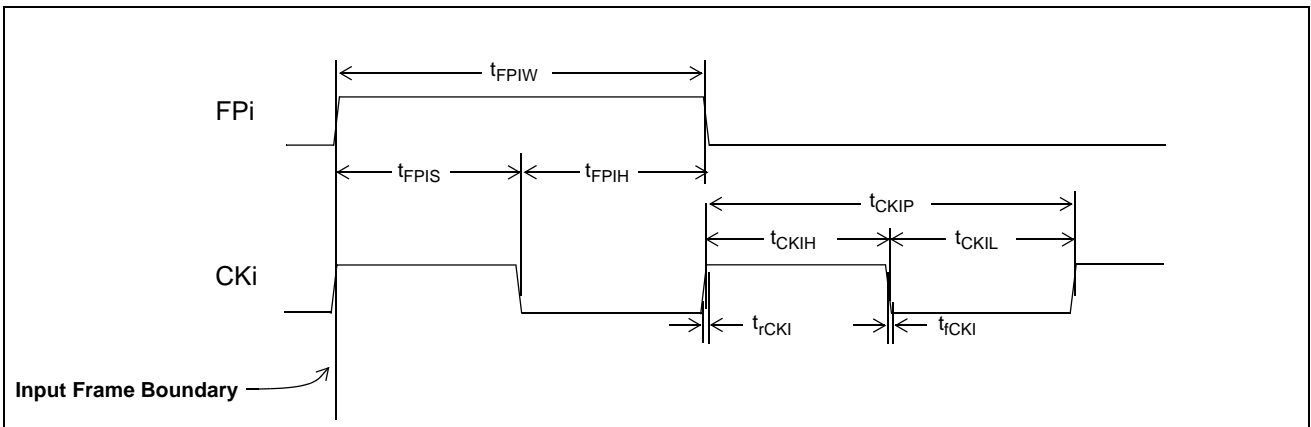 tFPIW
FPi
tFPIS
tFPIH
tCKIP
tCKIH
tCKIL
CKi
trCKI
tfCKI
Input Frame Boundary